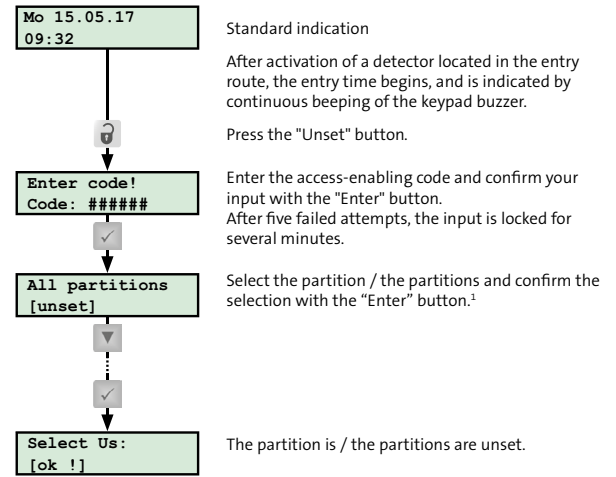 Mo 15.05.17
09:32
Standard indication
After activation of a detector located in the entry
route, the entry time begins, and is indicated by
continuous beeping of the keypad buzzer.
Press the "Unset" button.
Enter code!
Code: ######
Enter the access-enabling code and confirm your
input with the "Enter" button.
After five failed attempts, the input is locked for
several minutes.
All partitions
[unset]
Select the partition / the partitions and confirm the
selection with the “Enter” button.¹
Select Us:
[ok !]
The partition is / the partitions are unset.